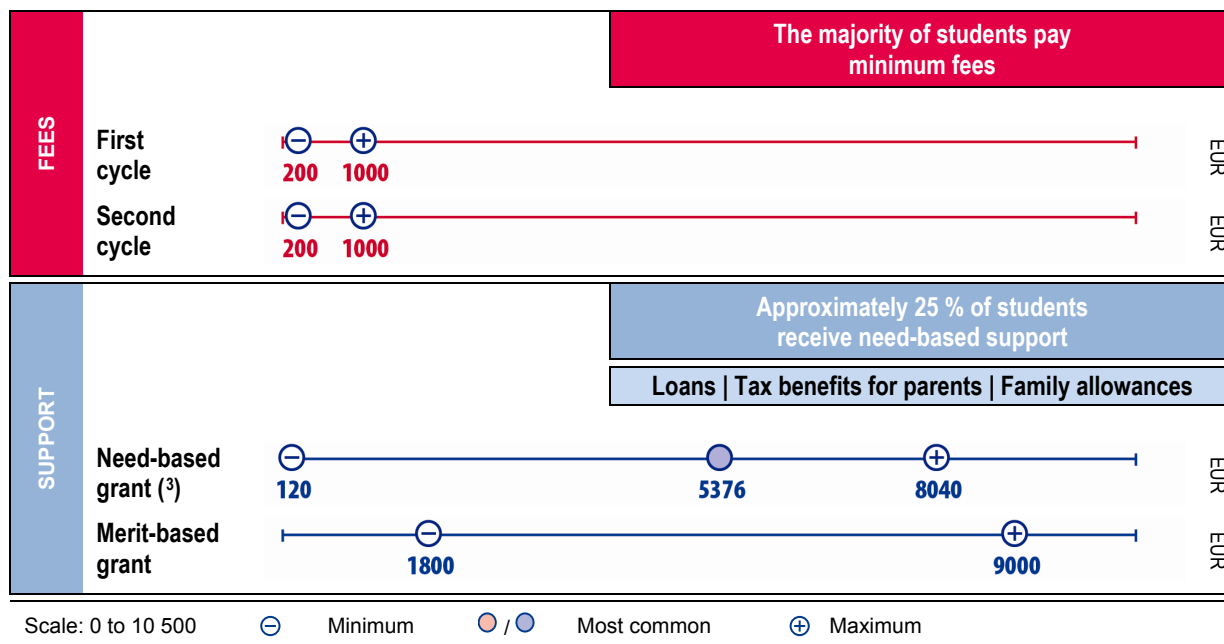 The majority of students pay
minimum fees
FEES
First
cycle
200 1000
EUR
Second
cycle
200 1000
EUR
Approximately 25 % of students
receive need-based support
Loans | Tax benefits for parents | Family allowances
SUPPORT
Need-based
grant (³)
120 5376 8040
EUR
Merit-based
grant
1800 9000
EUR
Scale: 0 to 10 500 Minimum / Most common Maximum